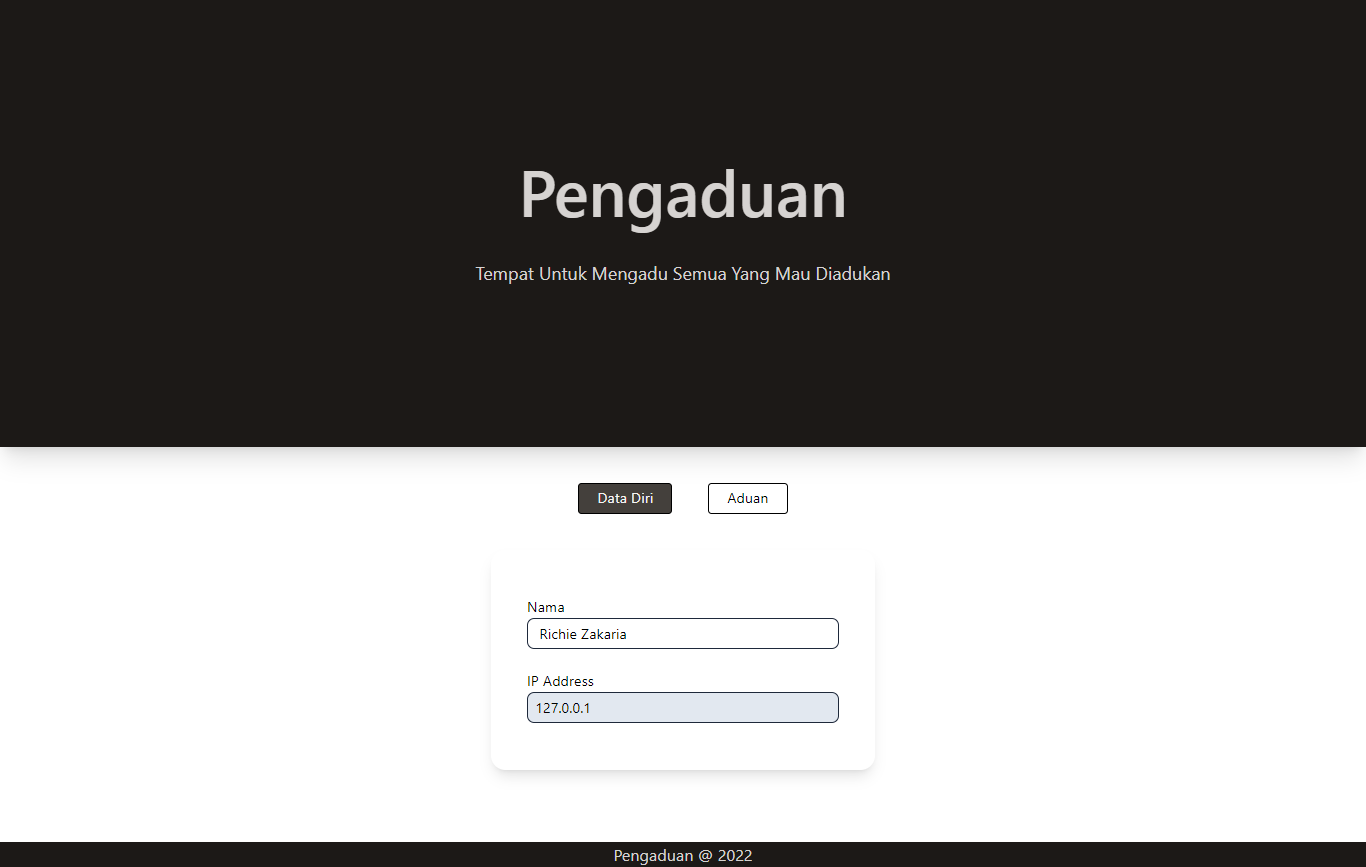 Pengaduan
Tempat Untuk Mengadu Semua Yang Mau Diadukan
Data Diri
Aduan
Nama
Richie Zakaria
IP Address
127.0.0.1
Pengaduan @ 2022